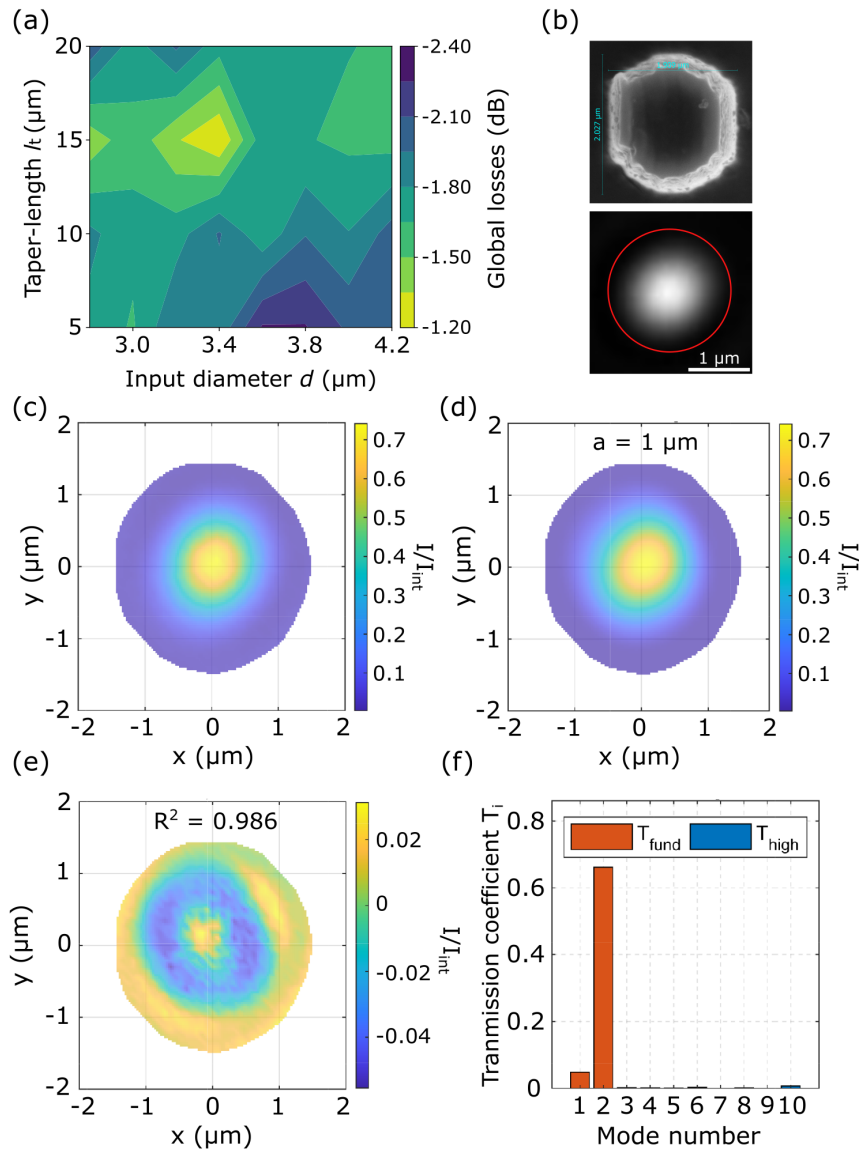 (a)
20
15
10
5
3.0 3.4 3.8 4.2
Taper-length lt (μm)
Input diameter d (μm)
-2.40
-2.10
-1.80
-1.50
-1.20
Global losses (dB)
(b)
2.027 μm
1 μm
(c)
2
1
0
-1
-2
-2 -1 0 1 2
y (μm)
x (μm)
0.7
0.6
0.5
0.4
0.3
0.2
0.1
I/Iint
(d)
a = 1 μm
2
1
0
-1
-2
-2 -1 0 1 2
y (μm)
x (μm)
0.7
0.6
0.5
0.4
0.3
0.2
0.1
I/Iint
(e)
R² = 0.986
2
1
0
-1
-2
-2 -1 0 1 2
y (μm)
x (μm)
0.02
0
-0.02
-0.04
I/Iint
(f)
0.8
0.6
0.4
0.2
0
Tranmission coefficient Ti
Tfund Thigh
1 2 3 4 5 6 7 8 9 10
Mode number